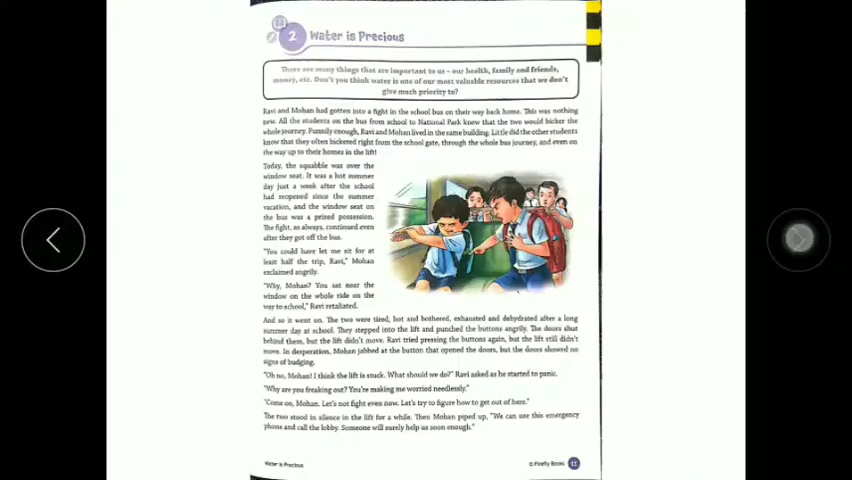 2
Water is Precious
There are many things that are important to us – our health, family and friends,
money, etc. Don't you think water is one of our most valuable resources that we don't
give much priority to?
Ravi and Mohan had gotten into a fight in the school bus on their way back home. This was nothing
new. All the students on the bus from school to National Park knew that the two would bicker the
whole journey. Funnily enough, Ravi and Mohan lived in the same building. Little did the other students
know that they often bickered right from the school gate, through the whole bus journey, and even on
the way up to their homes in the lift!
Today, the squabble was over the
window seat. It was a hot summer
day just a week after the school
had reopened since the summer
vacation, and the window seat on
the bus was a prized possession.
The fight, as always, continued even
after they got off the bus.
"You could have let me sit for at
least half the trip, Ravi," Mohan
exclaimed angrily.
"Why, Mohan? You sat near the
window on the whole ride on the
way to school," Ravi retaliated.
And so it went on. The two were tired, hot and bothered, exhausted and dehydrated after a long
summer day at school. They stepped into the lift and punched the buttons angrily. The doors shut
behind them, but the lift didn't move. Ravi tried pressing the buttons again, but the lift still didn't
move. In desperation, Mohan jabbed at the button that opened the doors, but the doors showed no
signs of budging.
"Oh no, Mohan! I think the lift is stuck. What should we do?" Ravi asked as he started to panic.
"Why are you freaking out? You're making me worried needlessly."
"Come on, Mohan. Let's not fight even now. Let's try to figure how to get out of here."
The two stood in silence in the lift for a while. Then Mohan piped up, "We can use this emergency
phone and call the lobby. Someone will surely help us soon enough."
Water is Precious
© Firefly Books 11